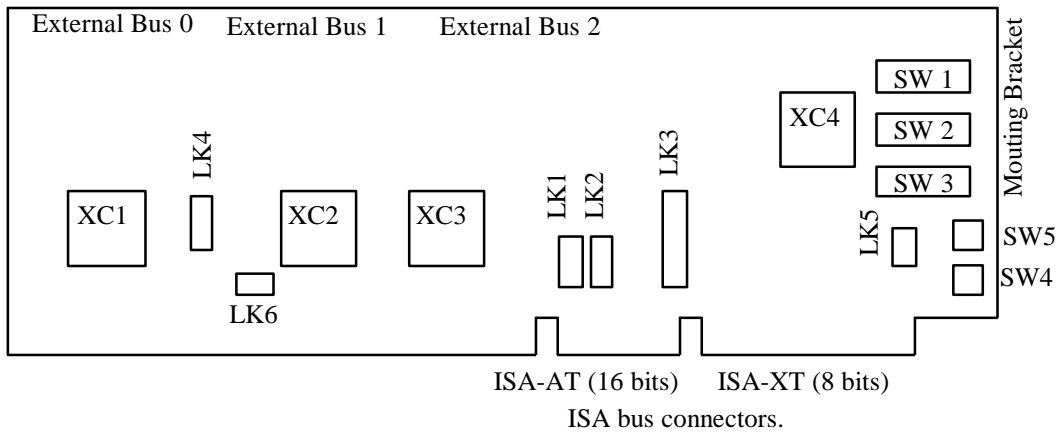 External Bus 0 External Bus 1 External Bus 2
Mouting Bracket
SW 1
XC4
SW 2
LK4
LK3
SW 3
LK1
LK2
XC1
XC2
XC3
LK5
SW5
SW4
LK6
ISA-AT (16 bits) ISA-XT (8 bits)
ISA bus connectors.